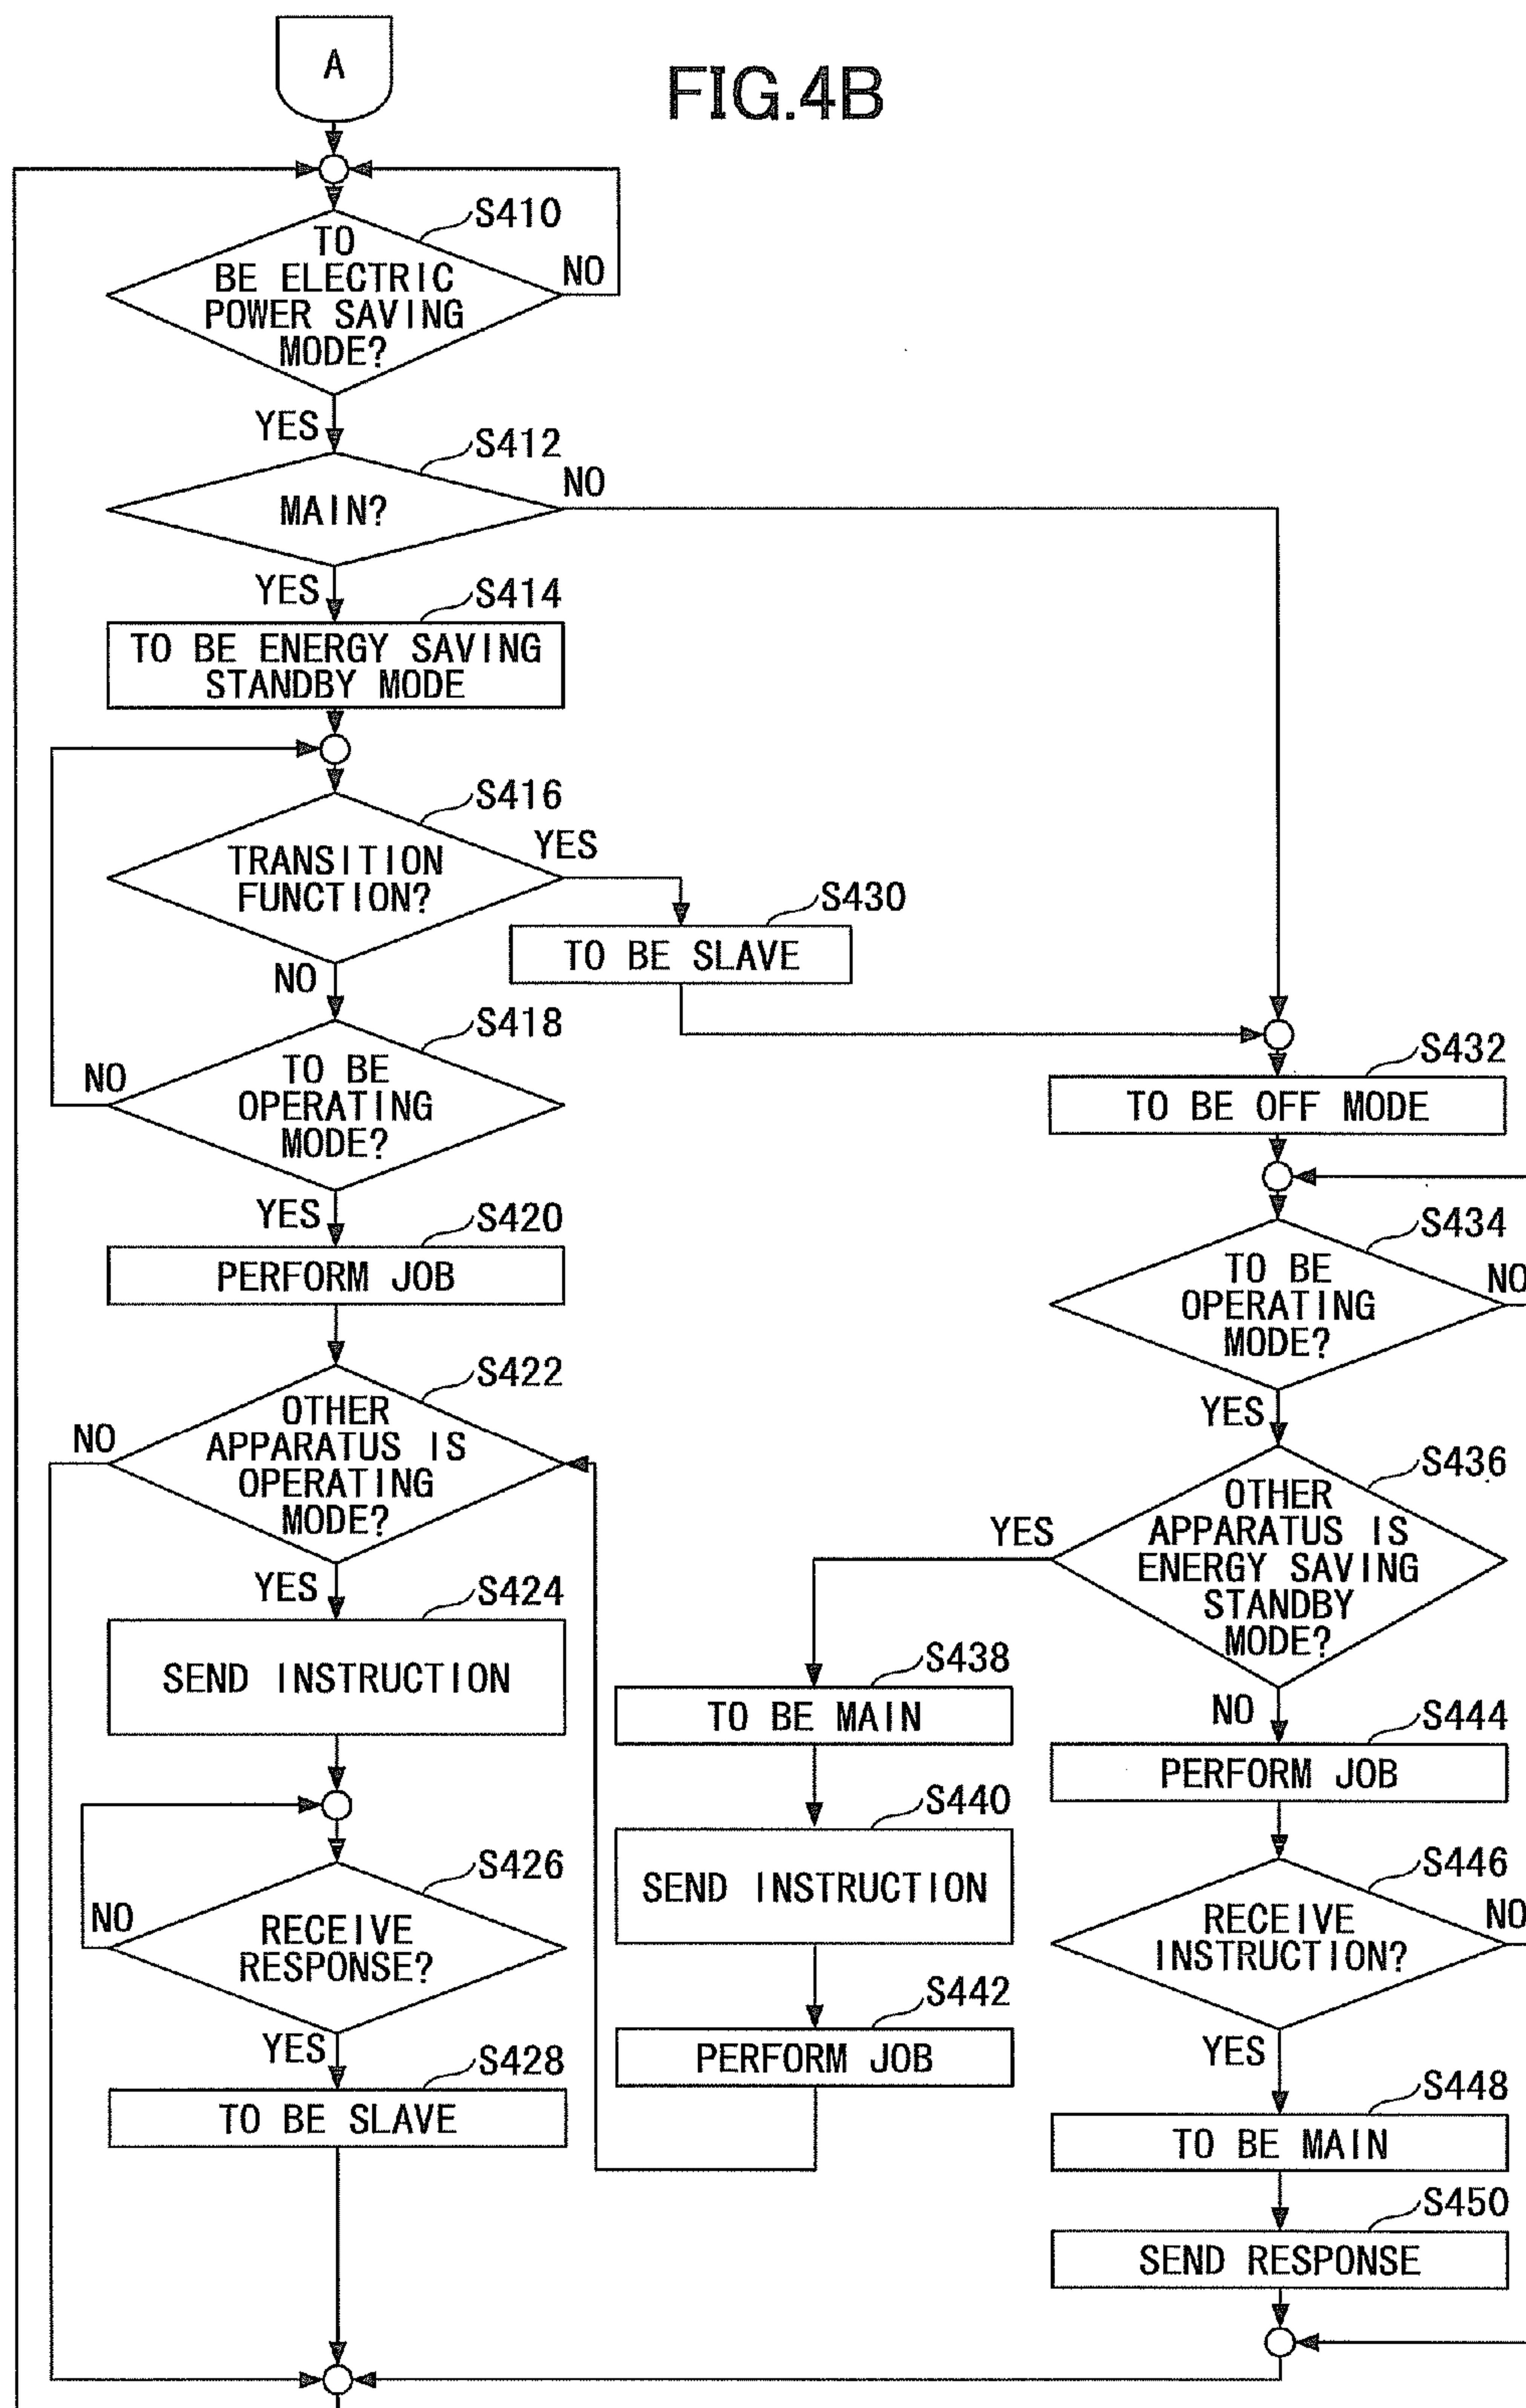 A
FIG.4B
S410
TO
BE ELECTRIC
POWER SAVING
MODE?
NO
YES
S412
MAIN?
NO
YES
S414
TO BE ENERGY SAVING
STANDBY MODE
S416
TRANSITION
FUNCTION?
YES
NO
S430
TO BE SLAVE
S418
TO BE
OPERATING
MODE?
NO
YES
S420
PERFORM JOB
S422
OTHER
APPARATUS IS
OPERATING
MODE?
NO
YES
S424
SEND INSTRUCTION
S426
RECEIVE
RESPONSE?
NO
YES
S428
TO BE SLAVE
S432
TO BE OFF MODE
S434
TO BE
OPERATING
MODE?
NO
YES
S436
OTHER
APPARATUS IS
ENERGY SAVING
STANDBY
MODE?
YES
NO
S438
TO BE MAIN
S440
SEND INSTRUCTION
S442
PERFORM JOB
S444
PERFORM JOB
S446
RECEIVE
INSTRUCTION?
NO
YES
S448
TO BE MAIN
S450
SEND RESPONSE